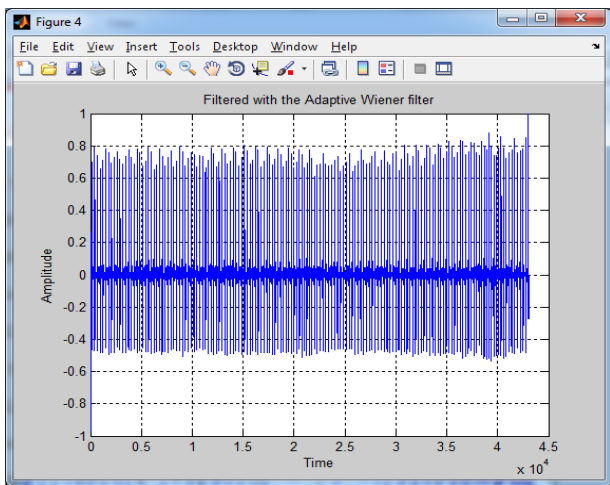 Figure 4
File Edit View Insert Tools Desktop Window Help
Filtered with the Adaptive Wiener filter
1
0.8
0.6
0.4
0.2
0
-0.2
-0.4
-0.6
-0.8
-1
Amplitude
0 0.5 1 1.5 2 2.5 3 3.5 4 4.5
Time
x 10^4